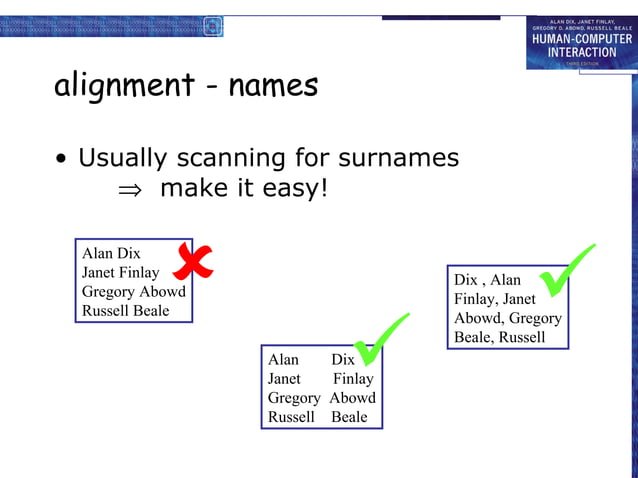 ALAN DIX, JANET FINLAY,
GREGORY D. ABOWD, RUSSELL BEALE
HUMAN-COMPUTER
INTERACTION
THIRD EDITION
alignment - names
• Usually scanning for surnames
⇒ make it easy!
Alan Dix
Janet Finlay
Gregory Abowd
Russell Beale
Alan Dix
Janet Finlay
Gregory Abowd
Russell Beale
Dix , Alan
Finlay, Janet
Abowd, Gregory
Beale, Russell